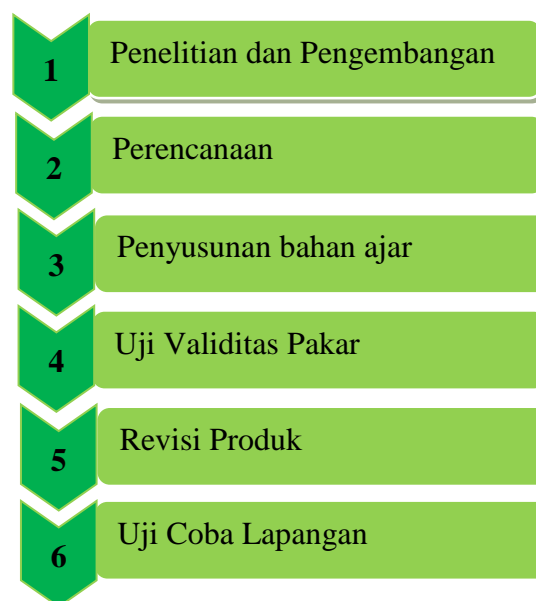 1 Penelitian dan Pengembangan
2 Perencanaan
3 Penyusunan bahan ajar
4 Uji Validitas Pakar
5 Revisi Produk
6 Uji Coba Lapangan